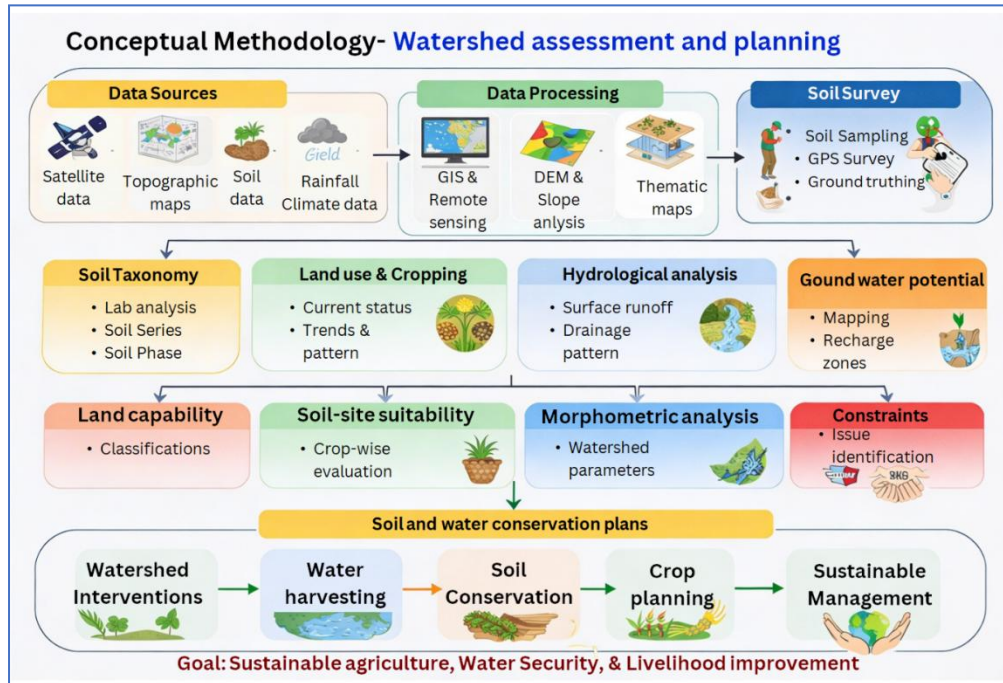 Conceptual Methodology- Watershed assessment and planning
Data Sources
Satellite
data
Topographic
maps
Soil
data
Gield
Rainfall
Climate data
Data Processing
GIS &
Remote
sensing
DEM &
Slope
anlysis
Thematic
maps
Soil Survey
Soil Sampling
• GPS Survey
• Ground truthing
Soil Taxonomy
• Lab analysis
• Soil Series
• Soil Phase
Land use & Cropping
• Current status
• Trends &
pattern
Hydrological analysis
• Surface runoff
• Drainage
pattern
Gound water potential
• Mapping
• Recharge
zones
Land capability
• Classifications
Soil-site suitability
• Crop-wise
evaluation
Morphometric analysis
• Watershed
parameters
Constraints
• Issue
identification
Soil and water conservation plans
Watershed
Interventions
Water
harvesting
Soil
Conservation
Crop
planning
Sustainable
Management
Goal: Sustainable agriculture, Water Security, & Livelihood improvement